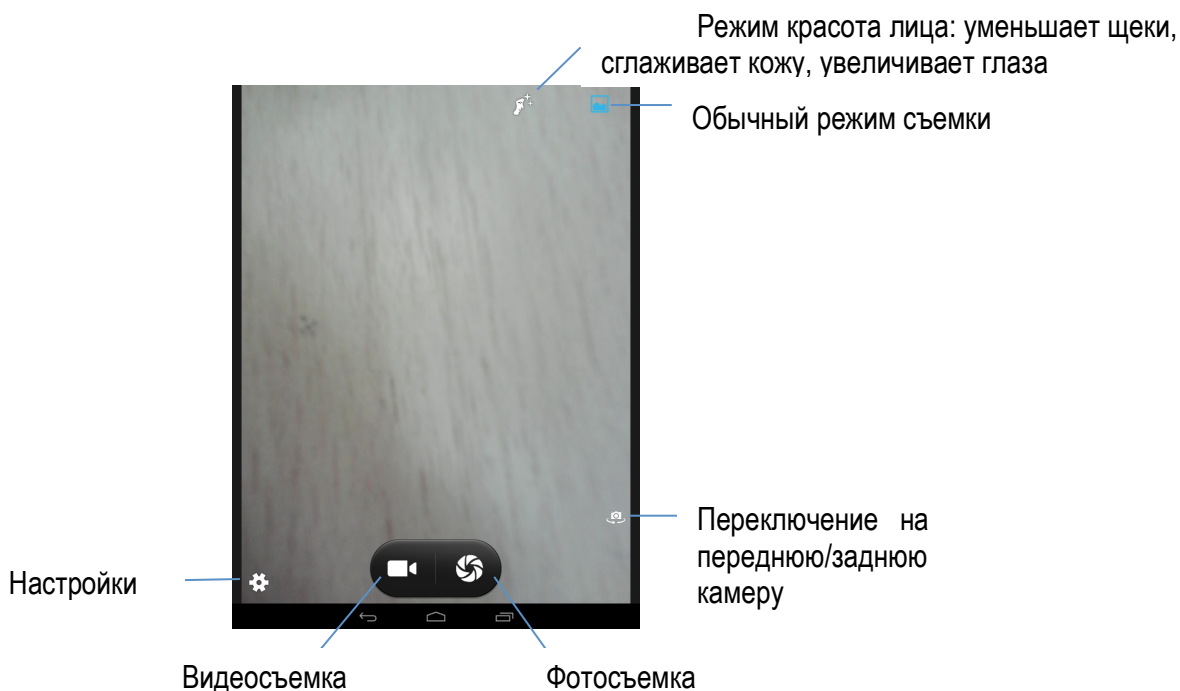 Режим красота лица: уменьшает щеки,
сглаживает кожу, увеличивает глаза
Обычный режим съемки
Переключение на
переднюю/заднюю
камеру
Настройки
Видеосъемка
Фотосъемка